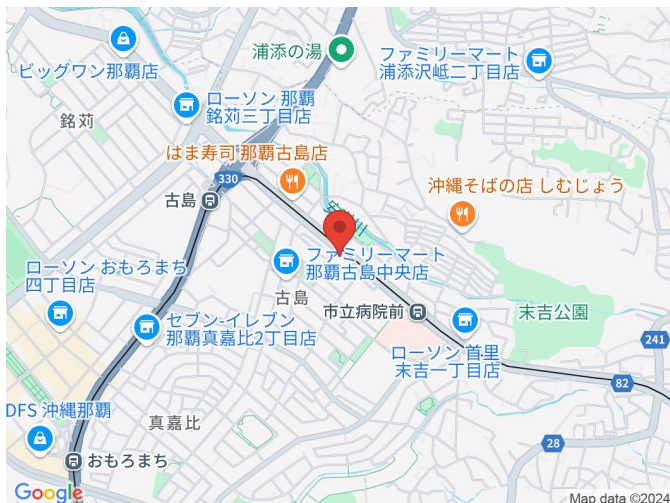 浦添の湯
ファミリーマート
浦添沢岻二丁目店
ビッグワン那覇店
ローソン 那覇
銘苅三丁目店
銘苅
はま寿司 那覇古島店
330
沖縄そばの店 しむじょう
古島
安謝川
ファミリーマート
那覇古島中央店
ローソン おもろまち
四丁目店
古島
市立病院前
末吉公園
セブン-イレブン
那覇真嘉比2丁目店
ローソン 首里
末吉一丁目店
241
82
DFS 沖縄那覇
真嘉比
28
おもろまち
Google
Map data ©2024